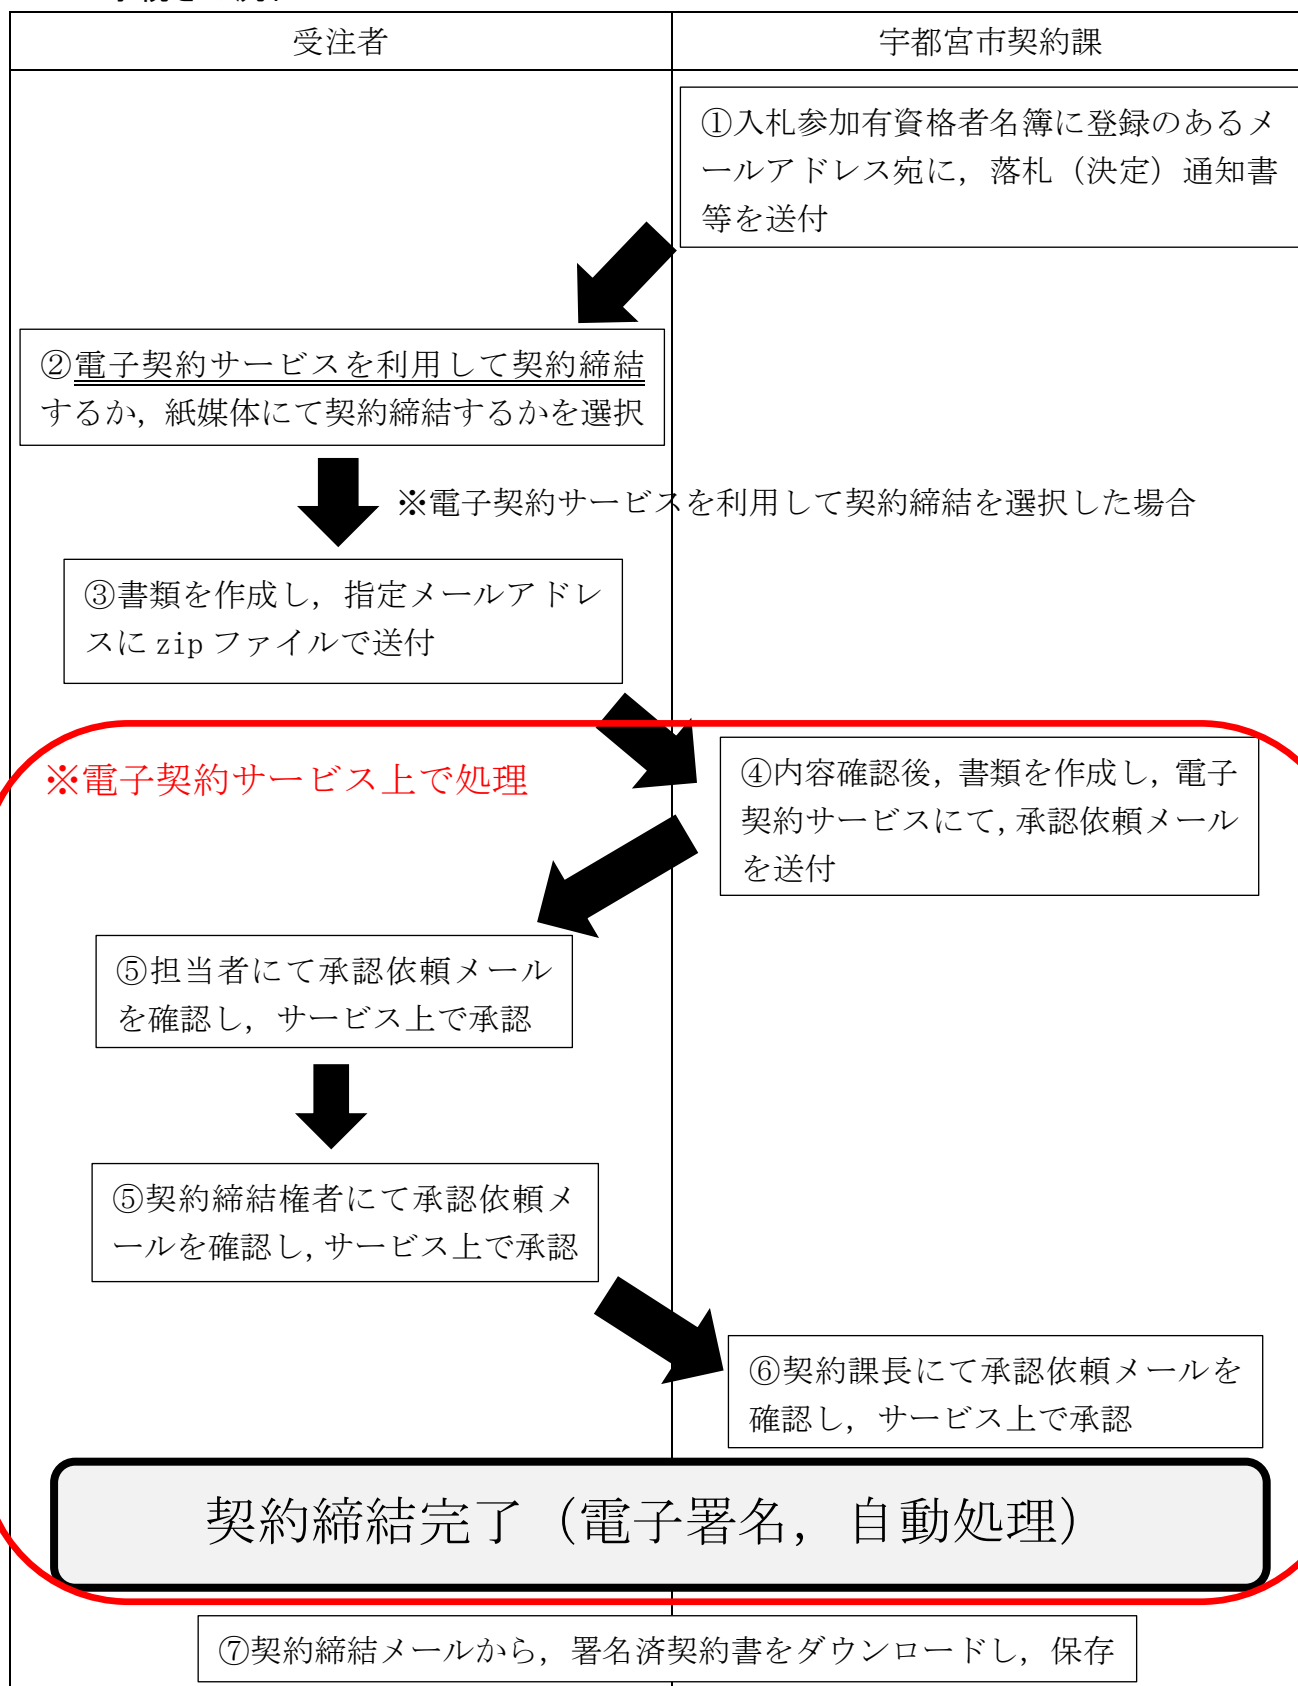 受注者
宇都宮市契約課
①入札参加有資格者名簿に登録のあるメ
ールアドレス宛に，落札（決定）通知書
等を送付
②電子契約サービスを利用して契約締結
するか，紙媒体にて契約締結するかを選択
※電子契約サービスを利用して契約締結を選択した場合
③書類を作成し，指定メールアドレ
スに zip ファイルで送付
※電子契約サービス上で処理
④内容確認後，書類を作成し，電子
契約サービスにて，承認依頼メール
を送付
⑤担当者にて承認依頼メール
を確認し，サービス上で承認
⑤契約締結権者にて承認依頼メ
ールを確認し，サービス上で承認
⑥契約課長にて承認依頼メールを
確認し，サービス上で承認
契約締結完了（電子署名，自動処理）
⑦契約締結メールから，署名済契約書をダウンロードし，保存